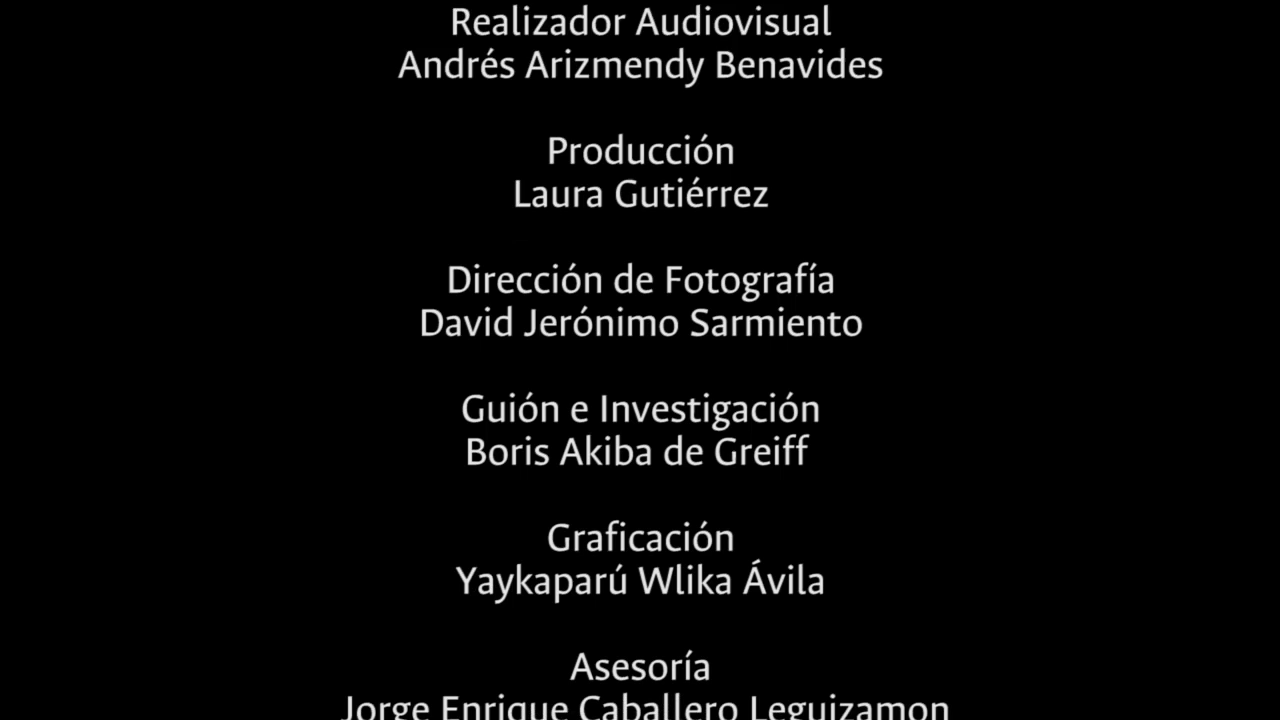 Realizador Audiovisual
Andrés Arizmendy Benavides
Producción
Laura Gutiérrez
Dirección de Fotografía
David Jerónimo Sarmiento
Guión e Investigación
Boris Akiba de Greiff
Graficación
Yaykaparú Wlika Ávila
Asesoría
Jorge Enrique Caballero Leguizamon